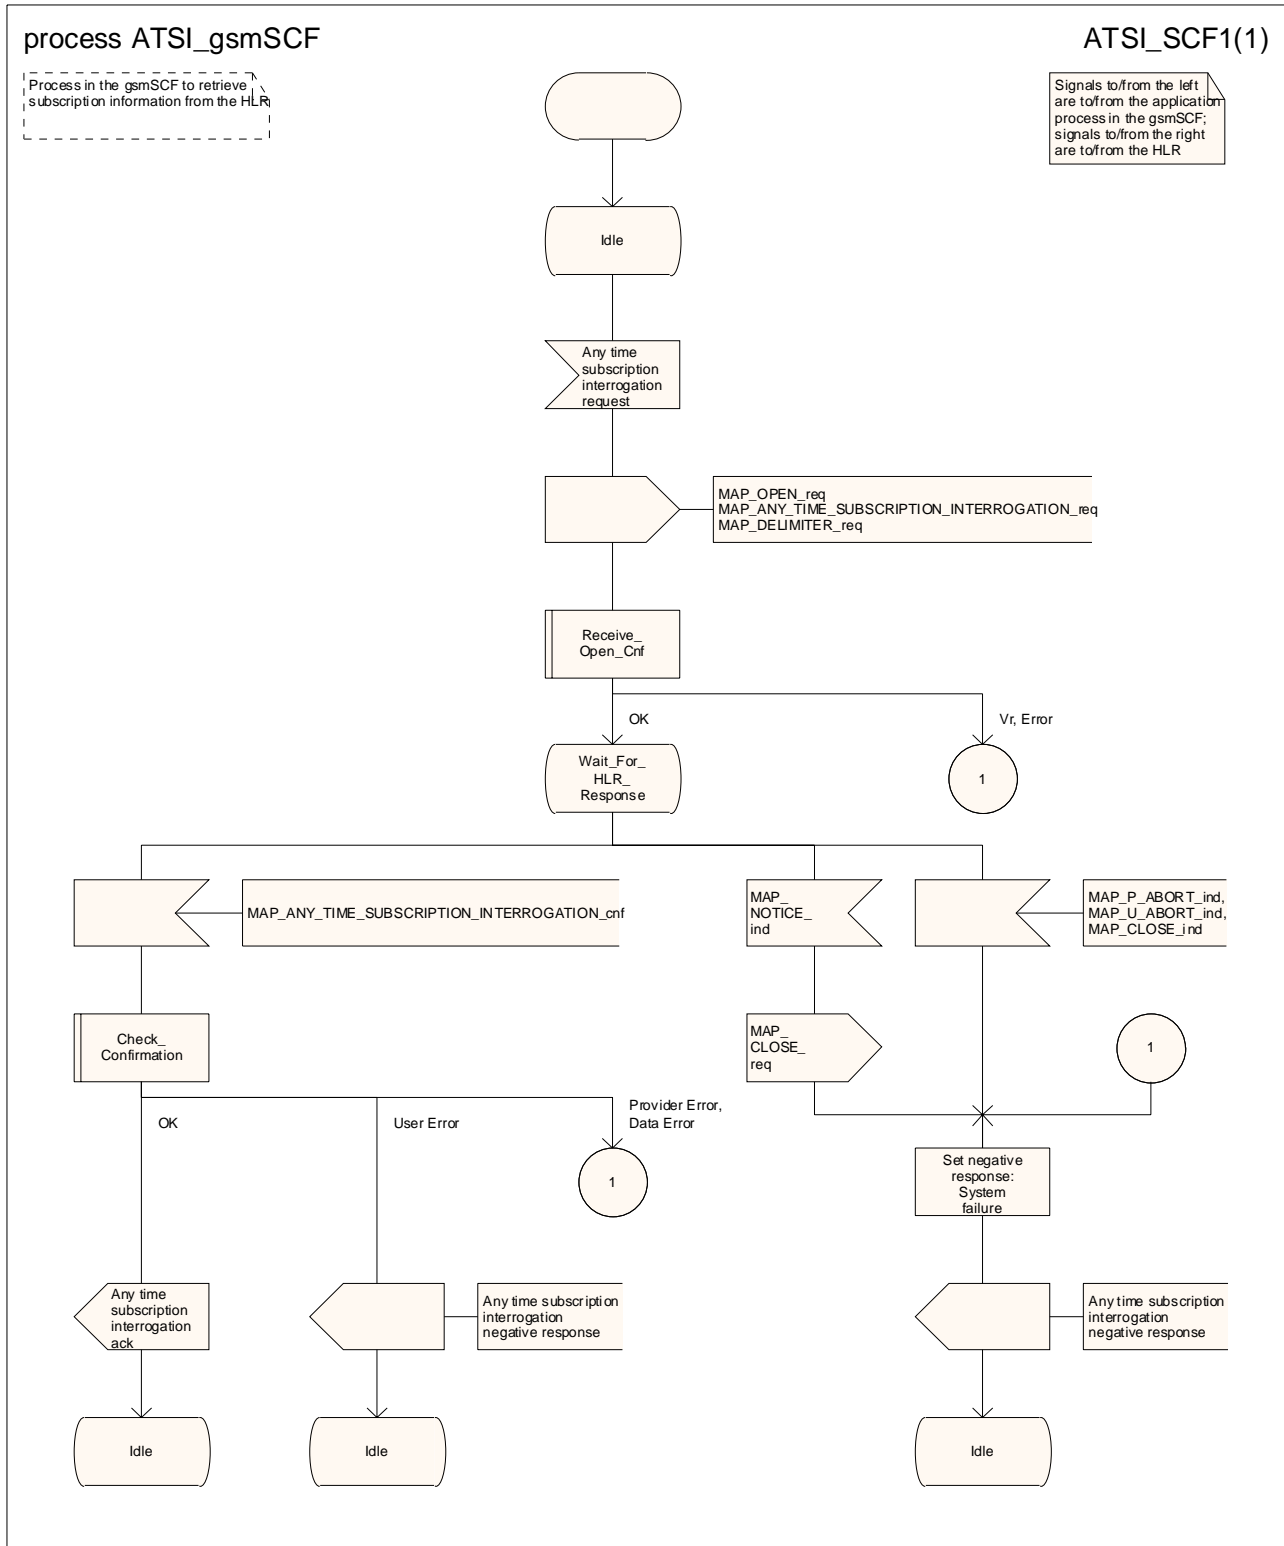 process ATSI_gsmSCF
ATSI_SCF1(1)
Process in the gsmSCF to retrieve
subscription information from the HLR
Signals to/from the left
are to/from the application
process in the gsmSCF;
signals to/from the right
are to/from the HLR
Idle
Any time
subscription
interrogation
request
MAP_OPEN_req
MAP_ANY_TIME_SUBSCRIPTION_INTERROGATION_req
MAP_DELIMITER_req
Receive_
Open_Cnf
OK
Vr, Error
Wait_For_
HLR_
Response
1
MAP_ANY_TIME_SUBSCRIPTION_INTERROGATION_cnf
MAP_
NOTICE_
ind
MAP_P_ABORT_ind,
MAP_U_ABORT_ind,
MAP_CLOSE_ind
Check_
Confirmation
MAP_
CLOSE_
req
1
OK
User Error
Provider Error,
Data Error
1
Set negative
response:
System
failure
Any time
subscription
interrogation
ack
Any time subscription
interrogation
negative response
Any time subscription
interrogation
negative response
Idle
Idle
Idle